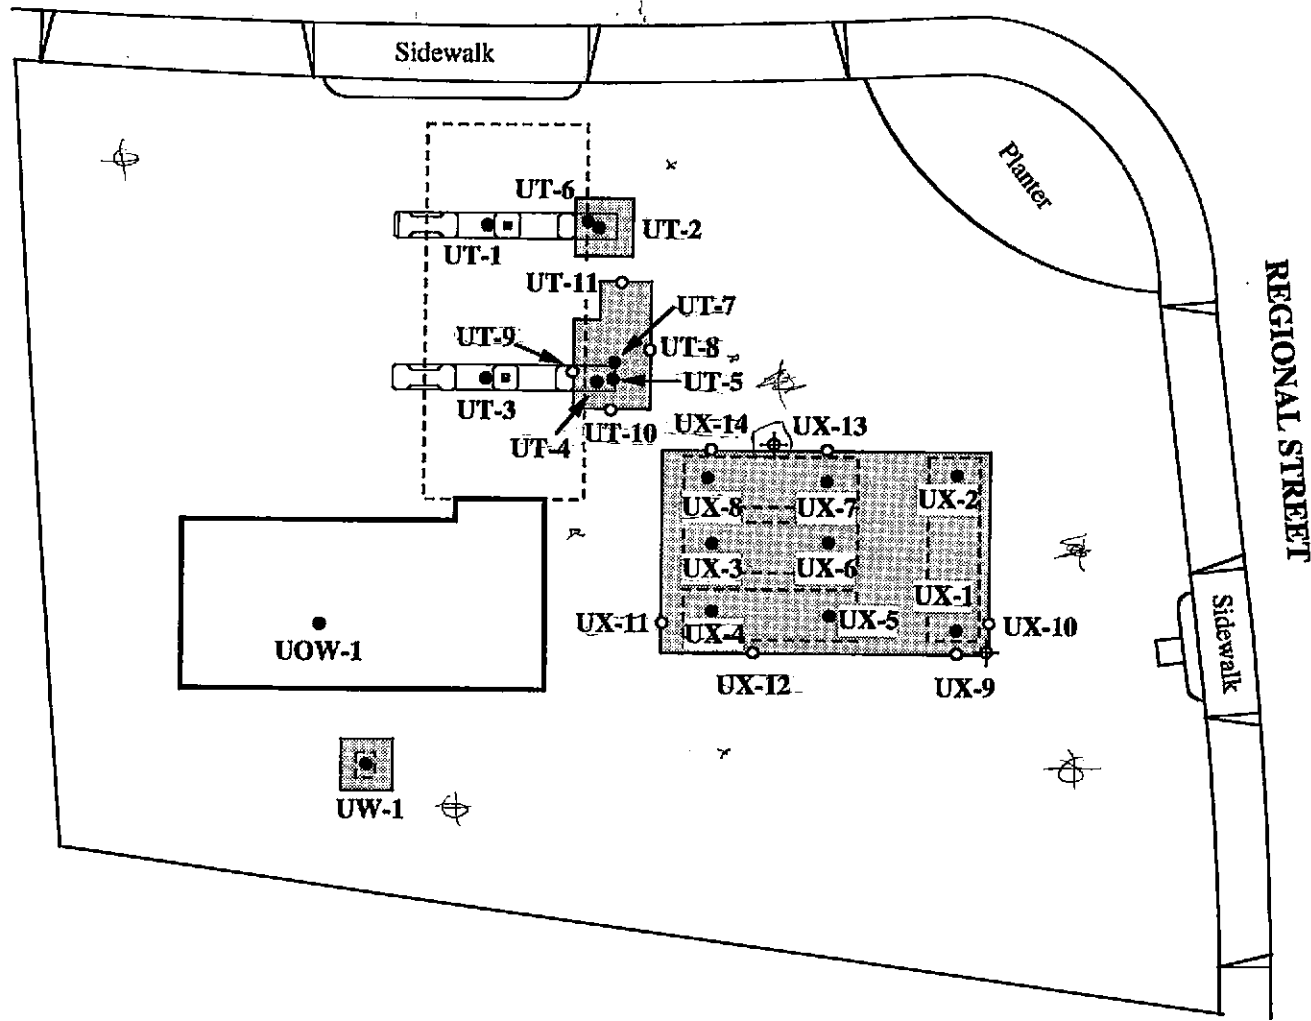 Sidewalk
Planter
UT-6
UT-2
UT-1
UT-11
UT-7
UT-9
UT-8
UT-5
UT-3
UT-4
UT-10
UX-14
UX-13
REGIONAL STREET
UX-8
UX-7
UX-2
UX-3
UX-6
UX-1
UX-11
UX-4
UX-5
UX-10
Sidewalk
UOW-1
UX-12
UX-9
UW-1